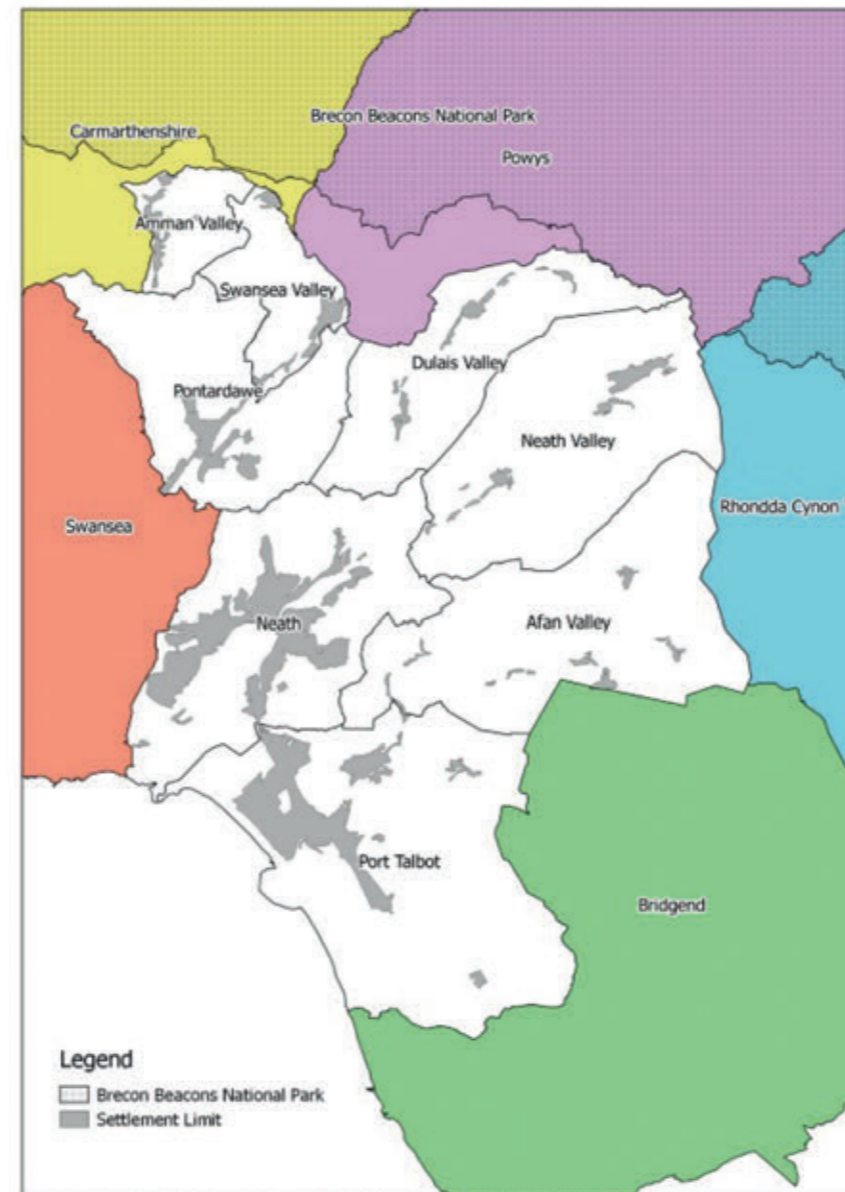 Brecon Beacons National Park
Carmarthenshire
Powys
Amman Valley
Swansea Valley
Dulais Valley
Pontardawe
Neath Valley
Rhondda Cynon
Swansea
Neath
Afan Valley
Port Talbot
Bridgend
Legend
Brecon Beacons National Park
Settlement Limit